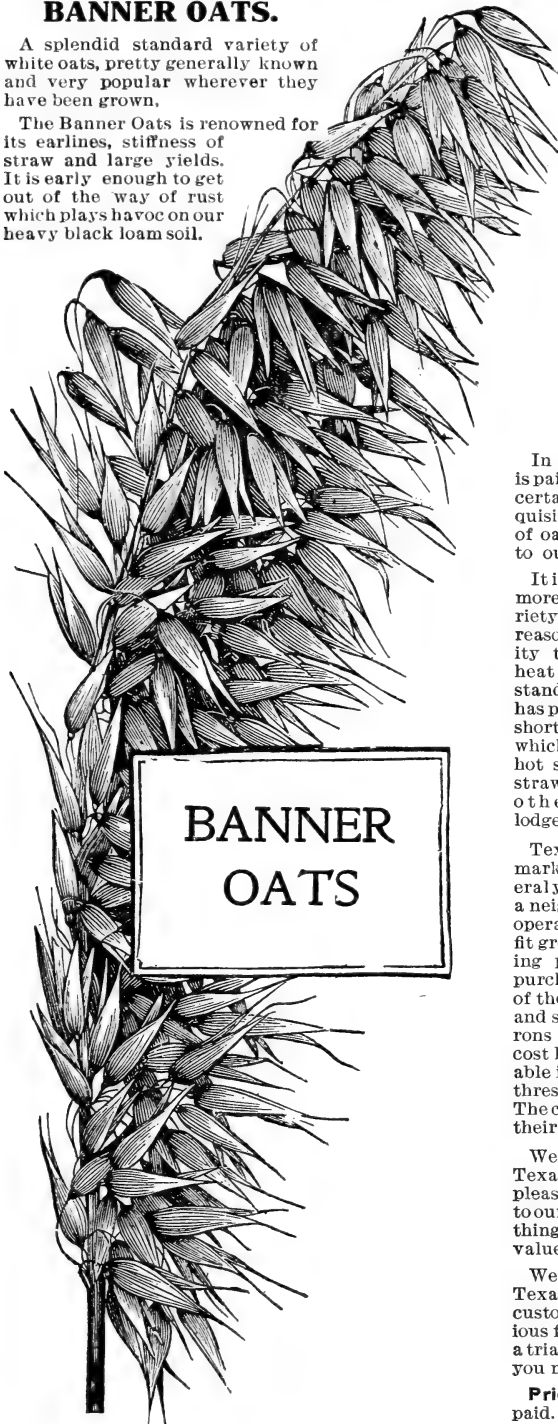 BANNER OATS.
A splendid standard variety of
white oats, pretty generally known
and very popular wherever they
have been grown,
The Banner Oats is renowned for
its earlines, stiffness of
straw and large yields.
It is early enough to get
out of the way of rust
which plays havoc on our
heavy black loam soil.
BANNER
OATS
In
is pai
certa
quisi
of oa
to ou
It i
more
riety
reaso
ity t
heat
stand
has p
short
which
hot s
straw
othe
lodge
Tex
mark
eral y
a nei
opera
fit gr
ing p
purch
of the
and s
rons
cost l
able i
thres
The c
their
We
Texa
pleas
to our
thing
value
We
Texa
custo
ious f
a tria
you n
Pri
paid.